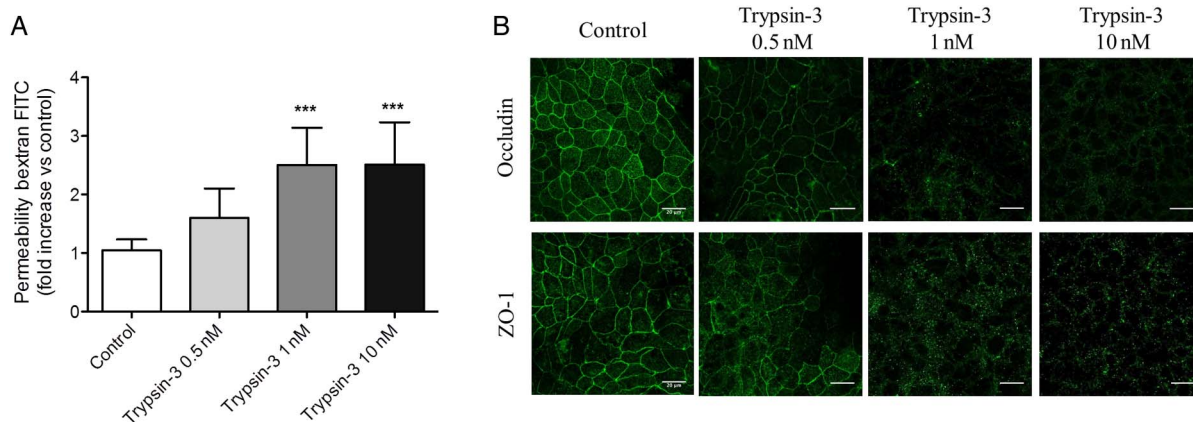 A
Permeability bextran FITC
(fold increase vs control)
4
3
2
1
0
***
***
Control
Trypsin-3 0.5 nM
Trypsin-3 1 nM
Trypsin-3 10 nM
B
Control
Trypsin-3
0.5 nM
Trypsin-3
1 nM
Trypsin-3
10 nM
Occludin
20 µm
ZO-1
20 µm